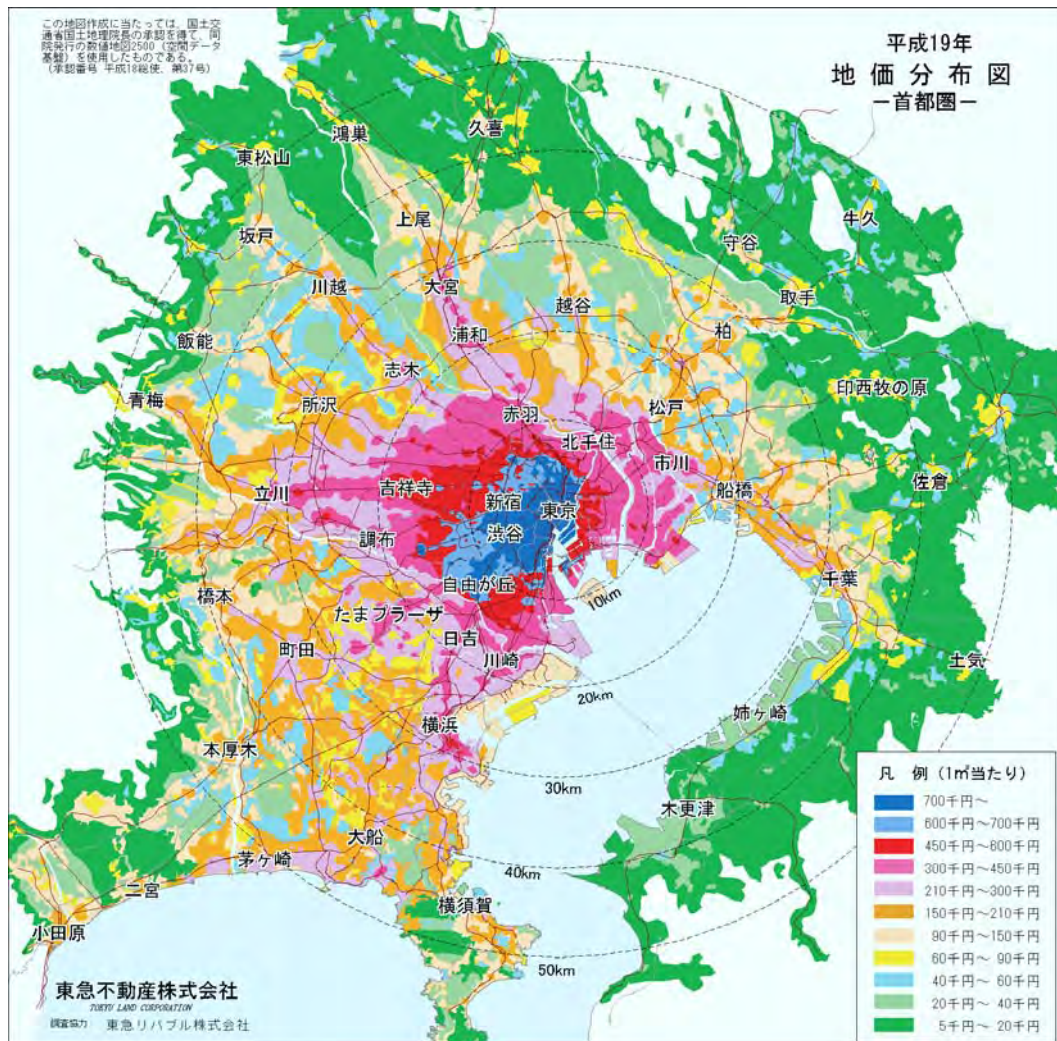 この地図作成に当たっては、国土交
通省国土地理院長の承認を得て、同
院発行の数値地図2500（空間データ
基盤）を使用したものである。
（承認番号 平成18総使、第37号）
平成19年
地価分布図
－首都圏－
鴻巣
久喜
東松山
上尾
坂戸
守谷
牛久
川越
大宮
越谷
取手
飯能
浦和
柏
志木
印西牧の原
青梅
所沢
赤羽
松戸
北千住
市川
立川
吉祥寺
新宿
東京
船橋
佐倉
渋谷
調布
自由が丘
千葉
橋本
たまプラーザ
10km
日吉
町田
川崎
土気
20km
姉ヶ崎
横浜
本厚木
30km
木更津
大船
茅ヶ崎
40km
二宮
横須賀
小田原
50km
凡 例（1㎡当たり）
700千円～
600千円～700千円
450千円～600千円
300千円～450千円
210千円～300千円
150千円～210千円
90千円～150千円
60千円～ 90千円
40千円～ 60千円
20千円～ 40千円
5千円～ 20千円
東急不動産株式会社
TOKYU LAND CORPORATION
調査協力 東急リバブル株式会社